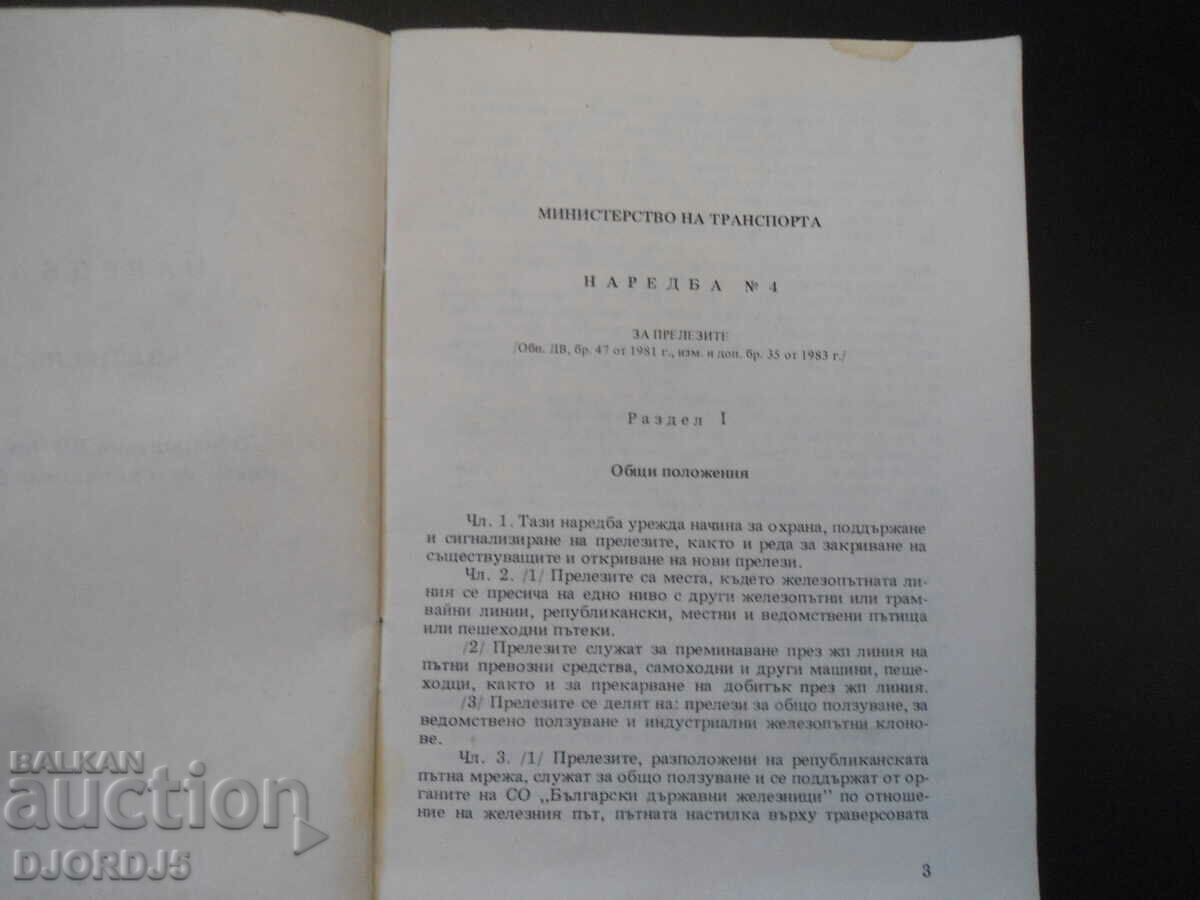 МИНИСТЕРСТВО НА ТРАНСПОРТА
НАРЕДБА № 4
ЗА ПРЕЛЕЗИТЕ
/Обн. ДВ, бр. 47 от 1981 г., изм. и доп. бр. 35 от 1983 г./
Раздел I
Общи положения
Чл. 1. Тази наредба урежда начина за охрана, поддържане
и сигнализиране на прелезите, както и реда за закриване на
съществуващите и откриване на нови прелези.
Чл. 2. /1/ Прелезите са места, където железопътната ли-
ния се пресича на едно ниво с други железопътни или трам-
вайни линии, републикански, местни и ведомствени пътища
или пешеходни пътеки.
/2/ Прелезите служат за преминаване през жп линия на
пътни превозни средства, самоходни и други машини, пеше-
ходци, както и за прекарване на добитък през жп линия.
/3/ Прелезите се делят на: прелези за общо ползуване, за
ведомствено ползуване и индустриални железопътни клоно-
ве.
Чл. 3. /1/ Прелезите, разположени на републиканската
пътна мрежа, служат за общо ползуване и се поддържат от ор-
ганите на СО „Български държавни железници" по отноше-
ние на железния път, пътната настилка върху траверсовата
3
BALKAN
auction
DJORDJ5